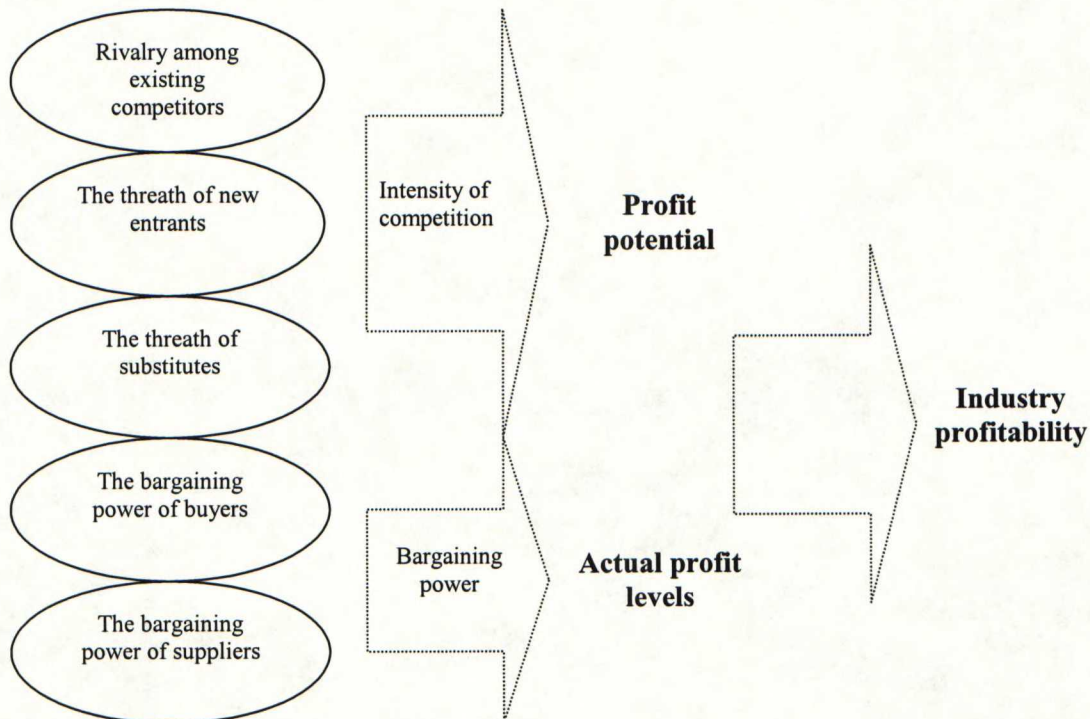 Rivalry among
existing
competitors
The threath of new
entrants
The threath of
substitutes
The bargaining
power of buyers
The bargaining
power of suppliers
Intensity of
competition
Bargaining
power
Profit
potential
Actual profit
levels
Industry
profitability